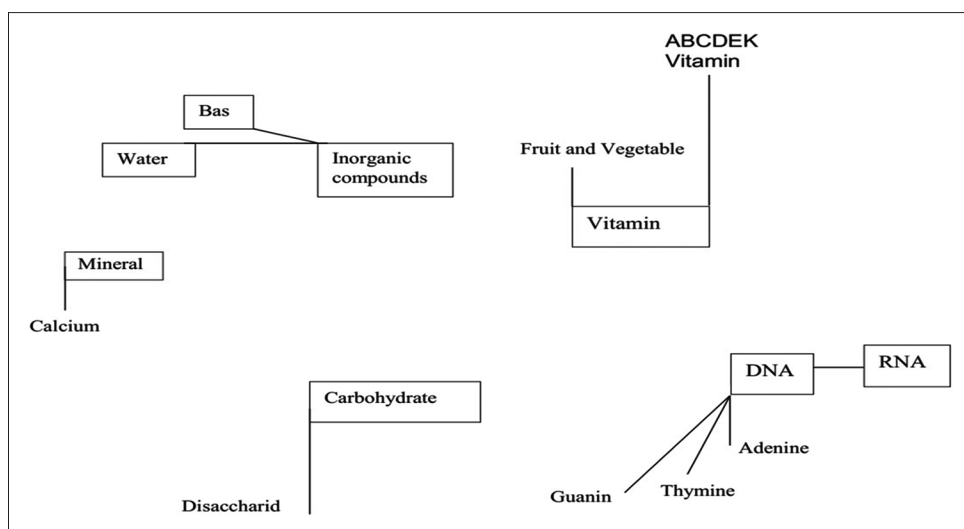 ABCDEK
Vitamin
Bas
Water
Inorganic
compounds
Fruit and Vegetable
Vitamin
Mineral
Calcium
Carbohydrate
Disaccharid
DNA
RNA
Adenine
Thymine
Guanin